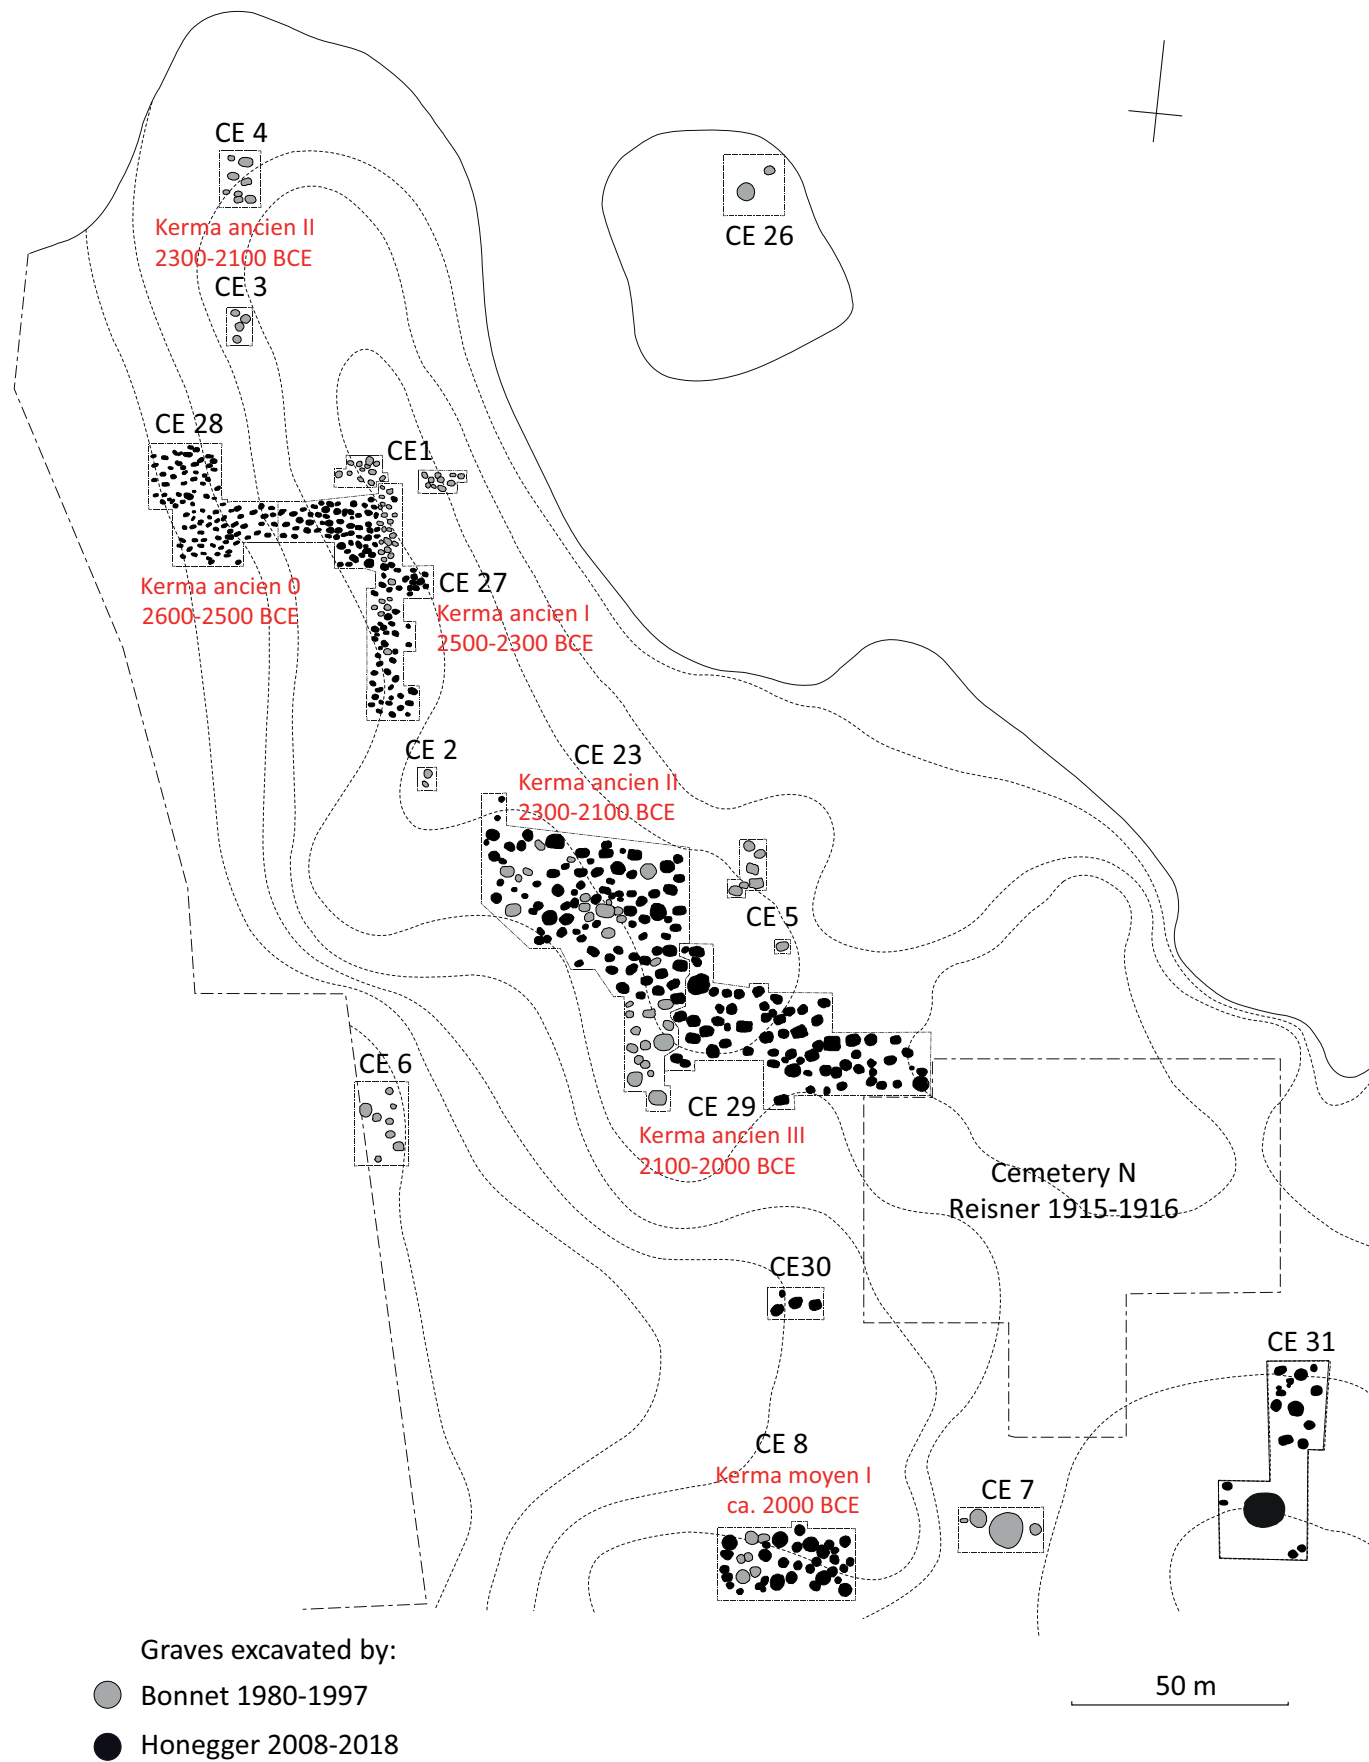 CE 4
Kerma ancien II
2300-2100 BCE
CE 3
CE 26
CE 28
CE1
Kerma ancien 0
2600-2500 BCE
CE 27
Kerma ancien I
2500-2300 BCE
CE 2
CE 23
Kerma ancien II
2300-2100 BCE
CE 5
CE 6
CE 29
Kerma ancien III
2100-2000 BCE
Cemetery N
Reisner 1915-1916
CE30
CE 31
CE 8
Kerma moyen I
ca. 2000 BCE
CE 7
Graves excavated by:
Bonnet 1980-1997
Honegger 2008-2018
50 m